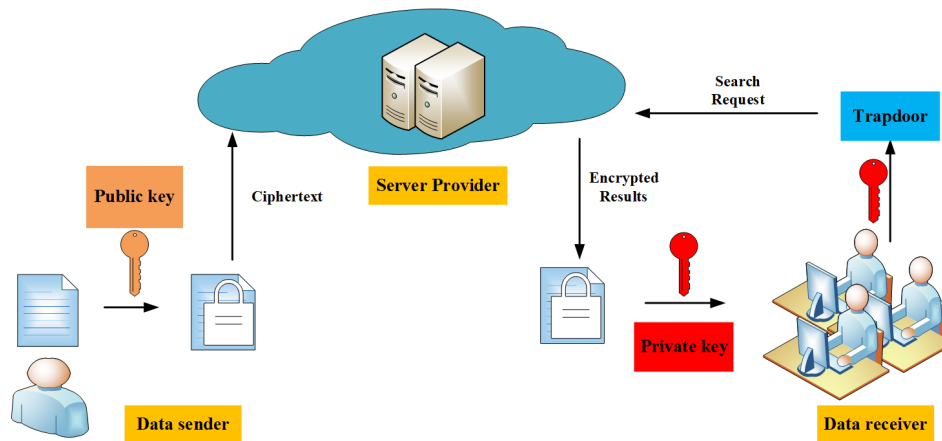 Search
Request
Trapdoor
Public key
Ciphertext
Server Provider
Encrypted
Results
Private key
Data sender
Data receiver